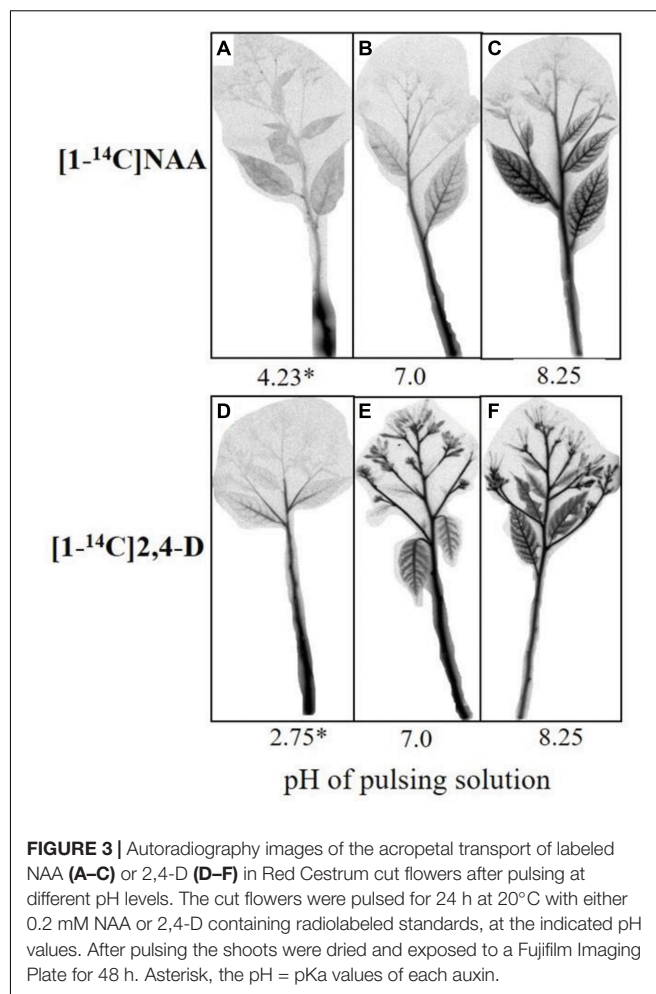 A
B
C
[1-¹⁴C]NAA
4.23*
7.0
8.25
D
E
F
[1-¹⁴C]2,4-D
2.75*
7.0
8.25
pH of pulsing solution
FIGURE 3 | Autoradiography images of the acropetal transport of labeled
NAA (A–C) or 2,4-D (D–F) in Red Cestrum cut flowers after pulsing at
different pH levels. The cut flowers were pulsed for 24 h at 20°C with either
0.2 mM NAA or 2,4-D containing radiolabeled standards, at the indicated pH
values. After pulsing the shoots were dried and exposed to a Fujifilm Imaging
Plate for 48 h. Asterisk, the pH = pKa values of each auxin.